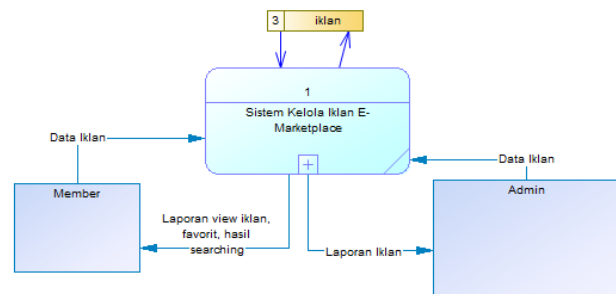 3 iklan
1
Sistem Kelola Iklan E-
Marketplace
Data Iklan
Data Iklan
Member
Admin
Laporan view iklan,
favorit, hasil
searching
Laporan Iklan